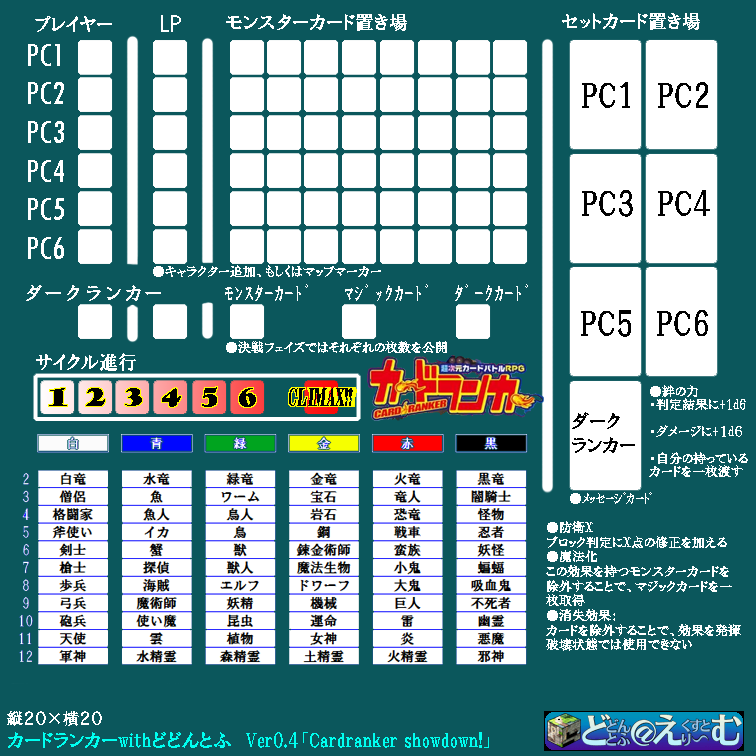 プレイヤー LP モンスターカード置き場 セットカード置き場
PC1
PC2
PC3
PC4
PC5
PC6
PC1 PC2
PC3 PC4
PC5 PC6
ダーク
ランカー
●キャラクター追加、もしくはマップマーカー
ダークランカー ﾓﾝｽﾀｰｶｰﾄﾞ ﾏｼﾞｯｸｶｰﾄﾞ ﾀﾞｰｸｶｰﾄﾞ
●決戦フェイズではそれぞれの枚数を公開
サイクル進行
1 2 3 4 5 6 CLIMAX!!
超次元カードバトルRPG
カードランカー
CARD★RANKER
●絆の力
・判定結果に+1d6
・ダメージに+1d6
・自分の持っている
カードを一枚渡す
●ﾒｯｾｰｼﾞｶｰﾄﾞ
白 青 緑 金 赤 黒
2 白竜 水竜 緑竜 金竜 火竜 黒竜
3 僧侶 魚 ワーム 宝石 竜人 闇騎士
4 格闘家 魚人 鳥人 岩石 恐竜 怪物
5 斧使い イカ 鳥 鋼 戦車 忍者
6 剣士 蟹 獣 錬金術師 蛮族 妖怪
7 槍士 探偵 獣人 魔法生物 小鬼 蝙蝠
8 歩兵 海賊 エルフ ドワーフ 大鬼 吸血鬼
9 弓兵 魔術師 妖精 機械 巨人 不死者
10 砲兵 使い魔 昆虫 運命 雷 幽霊
11 天使 雲 植物 女神 炎 悪魔
12 軍神 水精霊 森精霊 土精霊 火精霊 邪神
●防衛X
ブロック判定にX点の修正を加える
●魔法化
この効果を持つモンスターカードを
除外することで、マジックカードを一
枚取得
●消失効果：
カードを除外することで、効果を発揮
破壊状態では使用できない
縦20×横20
カードランカーwithどどんとふ Ver0.4「Cardranker showdown!」
どどんとふ@えくすとりーむ